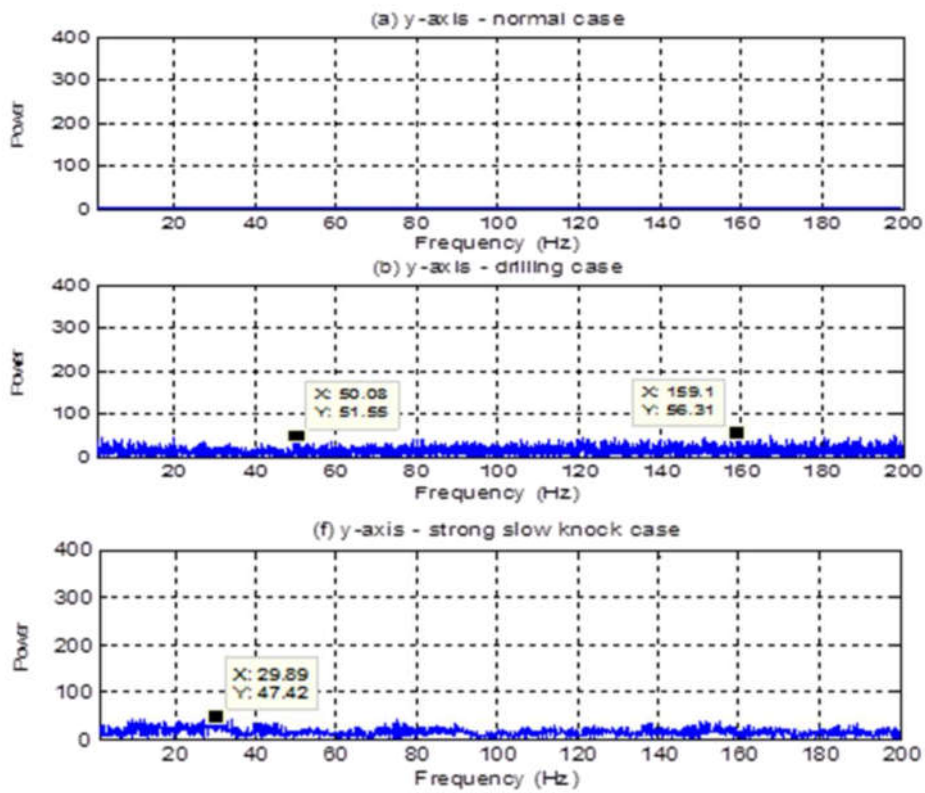 (a) y-axis - normal case
400
300
200
100
0
Power
20 40 60 80 100 120 140 160 180 200
Frequency (Hz)
(b) y-axis - drilling case
400
300
200
100
0
Power
X: 50.08
Y: 51.55
X: 159.1
Y: 56.31
20 40 60 80 100 120 140 160 180 200
Frequency (Hz)
(f) y-axis - strong slow knock case
400
300
200
100
0
Power
X: 29.89
Y: 47.42
20 40 60 80 100 120 140 160 180 200
Frequency (Hz)